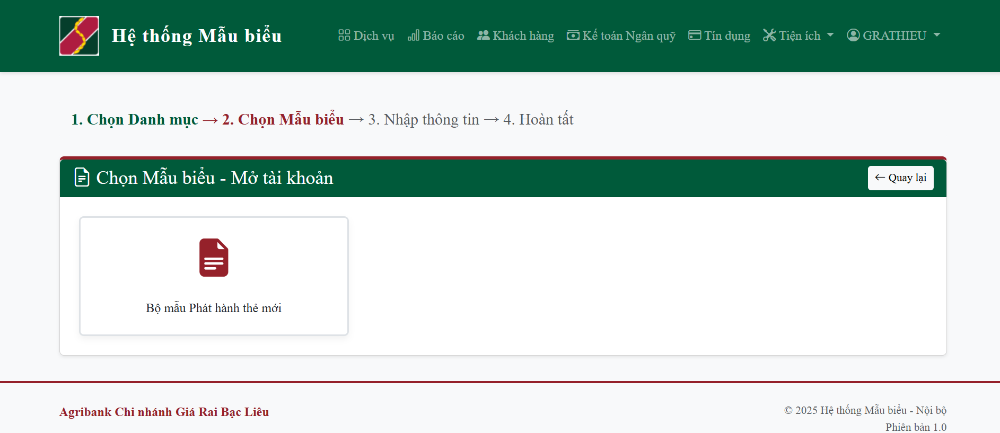 Hệ thống Mẫu biểu
Dịch vụ
Báo cáo
Khách hàng
Kế toán Ngân quỹ
Tín dụng
Tiện ích
GRATHIEU
1. Chọn Danh mục → 2. Chọn Mẫu biểu → 3. Nhập thông tin → 4. Hoàn tất
Chọn Mẫu biểu - Mở tài khoản
← Quay lại
Bộ mẫu Phát hành thẻ mới
Agribank Chi nhánh Giá Rai Bạc Liêu
© 2025 Hệ thống Mẫu biểu - Nội bộ
Phiên bản 1.0